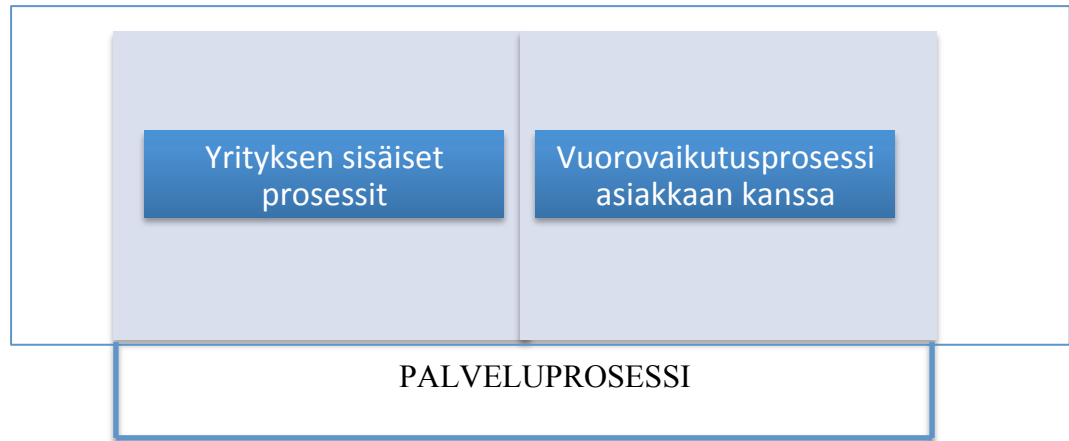 Yrityksen sisäiset
prosessit
Vuorovaikutusprosessi
asiakkaan kanssa
PALVELUPROSESSI